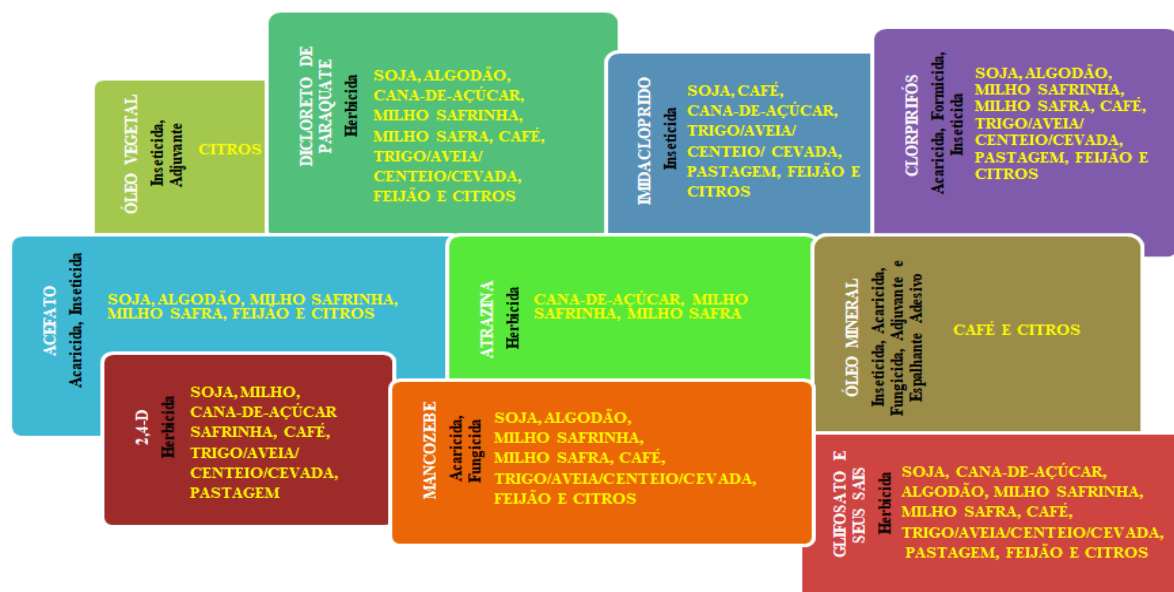 ÓLEO VEGETAL
Inseticida,
Adjuvante
CITROS
DICLORETO DE
PARAQUATE
Herbicida
SOJA, ALGODÃO,
CANA-DE-AÇÚCAR,
MILHO SAFRINHA,
MILHO SAFRA, CAFÉ,
TRIGO/AVEIA/
CENTEIO/CEVADA,
FEIJÃO E CITROS
IMIDACLOPRIDO
Inseticida
SOJA, CAFÉ,
CANA-DE-AÇÚCAR,
TRIGO/AVEIA/
CENTEIO/ CEVADA,
PASTAGEM, FEIJÃO E
CITROS
CLORPIRIFÓS
Acaricida, Formicida,
Inseticida
SOJA, ALGODÃO,
MILHO SAFRINHA,
MILHO SAFRA, CAFÉ,
TRIGO/AVEIA/
CENTEIO/CEVADA,
PASTAGEM, FEIJÃO E
CITROS
ACEFATO
Acaricida, Inseticida
SOJA, ALGODÃO, MILHO SAFRINHA,
MILHO SAFRA, FEIJÃO E CITROS
ATRAZINA
Herbicida
CANA-DE-AÇÚCAR, MILHO
SAFRINHA, MILHO SAFRA
ÓLEO MINERAL
Inseticida, Acaricida,
Fungicida, Adjuvante e
Espalhante Adesivo
CAFÉ E CITROS
2,4-D
Herbicida
SOJA, MILHO,
CANA-DE-AÇÚCAR
SAFRINHA, CAFÉ,
TRIGO/AVEIA/
CENTEIO/CEVADA,
PASTAGEM
MANCOZEBE
Acaricida,
Fungicida
SOJA, ALGODÃO,
MILHO SAFRINHA,
MILHO SAFRA, CAFÉ,
TRIGO/AVEIA/CENTEIO/CEVADA,
FEIJÃO E CITROS
GLIFOSATO E
SEUS SAIS
Herbicida
SOJA, CANA-DE-AÇÚCAR,
ALGODÃO, MILHO SAFRINHA,
MILHO SAFRA, CAFÉ,
TRIGO/AVEIA/CENTEIO/CEVADA,
PASTAGEM, FEIJÃO E CITROS